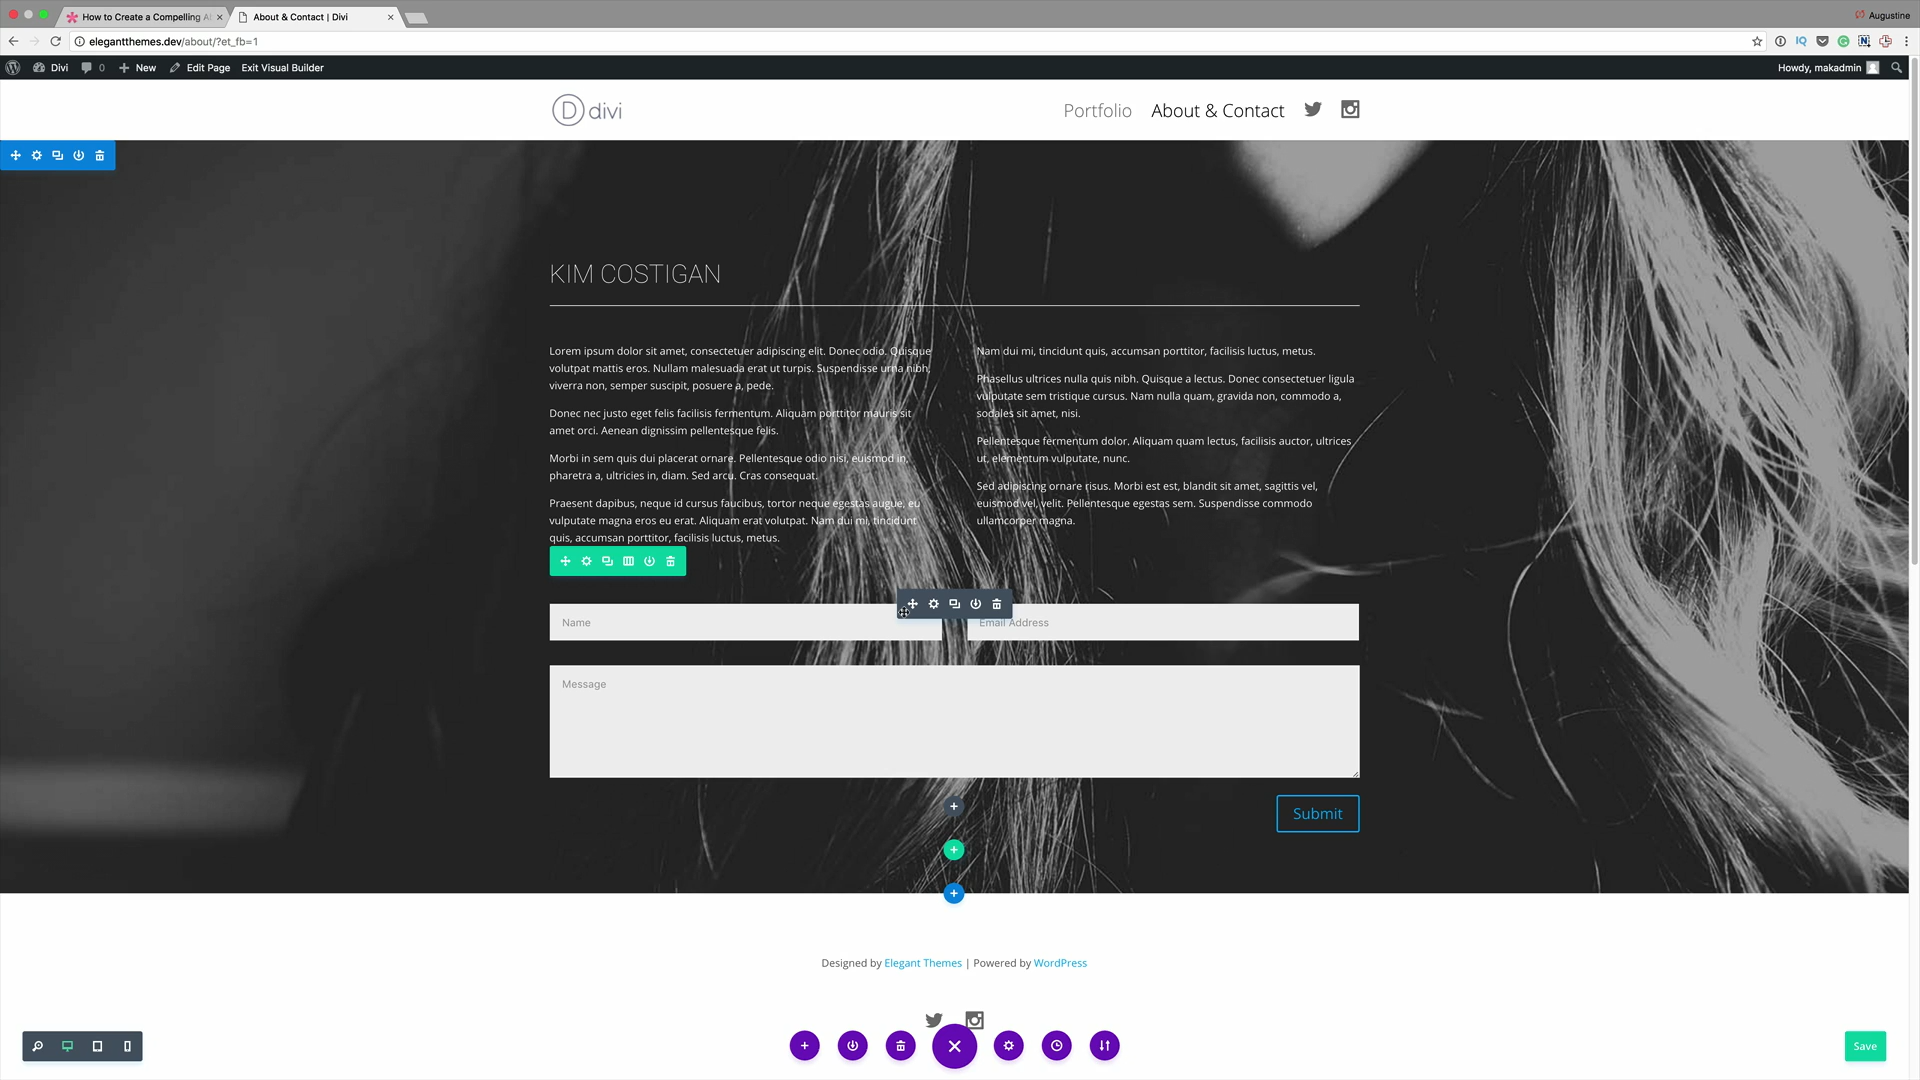 How to Create a Compelling A
About & Contact | Divi
Augustine
elegantthemes.dev/about/?et_fb=1
IQ
N
Divi
0
New
Edit Page
Exit Visual Builder
Howdy, makadmin
D divi
Portfolio
About & Contact
KIM COSTIGAN
Lorem ipsum dolor sit amet, consectetuer adipiscing elit. Donec odio. Quisque
volutpat mattis eros. Nullam malesuada erat ut turpis. Suspendisse urna nibh,
viverra non, semper suscipit, posuere a, pede.
Donec nec justo eget felis facilisis fermentum. Aliquam porttitor mauris sit
amet orci. Aenean dignissim pellentesque felis.
Morbi in sem quis dui placerat ornare. Pellentesque odio nisi, euismod in,
pharetra a, ultricies in, diam. Sed arcu. Cras consequat.
Praesent dapibus, neque id cursus faucibus, tortor neque egestas augue, eu
vulputate magna eros eu erat. Aliquam erat volutpat. Nam dui mi, tincidunt
quis, accumsan porttitor, facilisis luctus, metus.
Nam dui mi, tincidunt quis, accumsan porttitor, facilisis luctus, metus.
Phasellus ultrices nulla quis nibh. Quisque a lectus. Donec consectetuer ligula
vulputate sem tristique cursus. Nam nulla quam, gravida non, commodo a,
sodales sit amet, nisi.
Pellentesque fermentum dolor. Aliquam quam lectus, facilisis auctor, ultrices
ut, elementum vulputate, nunc.
Sed adipiscing ornare risus. Morbi est est, blandit sit amet, sagittis vel,
euismod vel, velit. Pellentesque egestas sem. Suspendisse commodo
ullamcorper magna.
Name
Email Address
Message
Submit
Designed by Elegant Themes | Powered by WordPress
Save